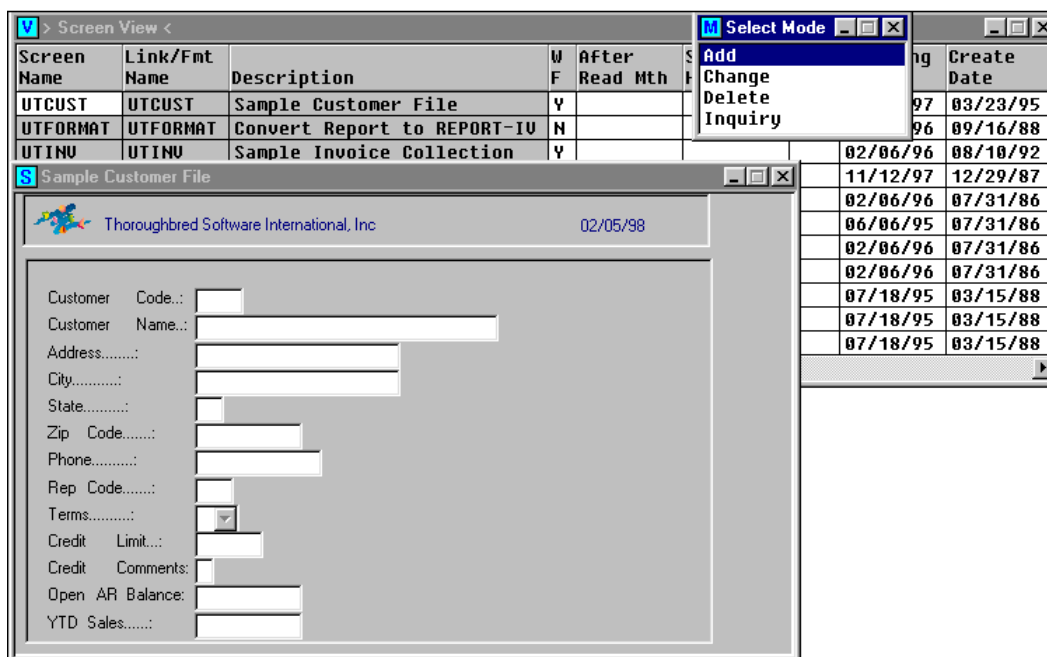 V > Screen View <
M Select Mode
Add
Change
Delete
Inquiry
Screen Name Link/Fmt Name Description W F After Read Mth Create Date
UTCUST UTCUST Sample Customer File Y 97 03/23/95
UTFORMAT UTFORMAT Convert Report to REPORT-IV N 96 09/16/88
UTINV UTINV Sample Invoice Collection Y 02/06/96 08/10/92
11/12/97 12/29/87
02/06/96 07/31/86
06/06/95 07/31/86
02/06/96 07/31/86
02/06/96 07/31/86
07/18/95 03/15/88
07/18/95 03/15/88
07/18/95 03/15/88
S Sample Customer File
Thoroughbred Software International, Inc 02/05/98
Customer Code..:
Customer Name..:
Address........:
City...........:
State..........:
Zip Code......:
Phone..........:
Rep Code......:
Terms..........:
Credit Limit...:
Credit Comments:
Open AR Balance:
YTD Sales......: